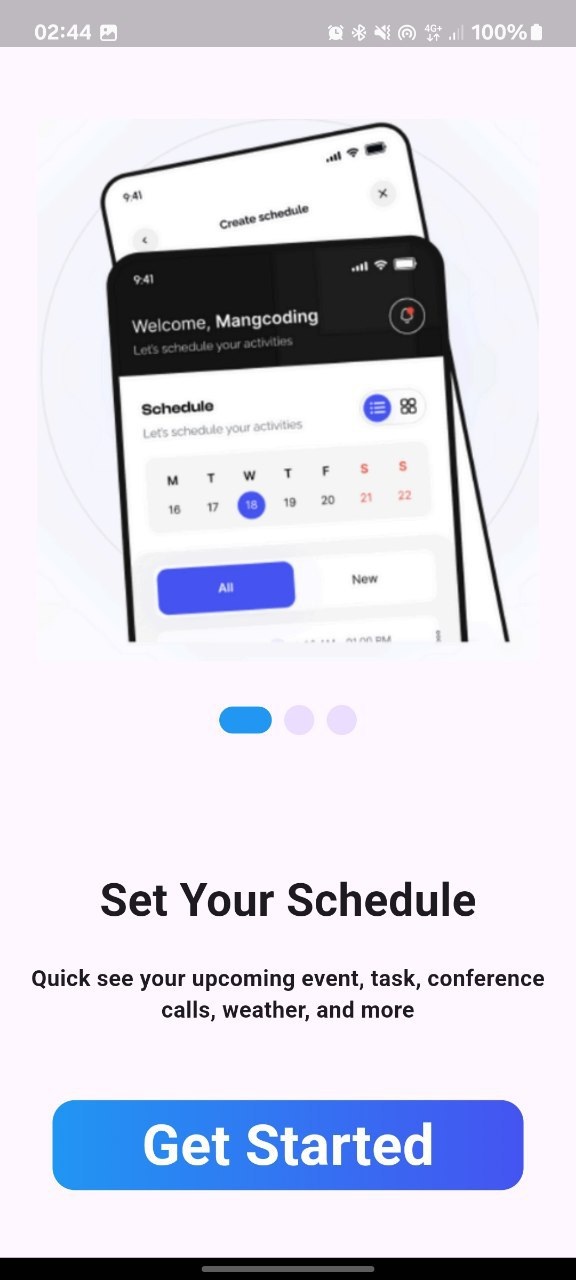 02:44
4G+
100%
9:41
Create schedule
9:41
Welcome, Mangcoding
Let's schedule your activities
Schedule
Let's schedule your activities
M T W T F S S
16 17 18 19 20 21 22
All
New
01:00 PM
Set Your Schedule
Quick see your upcoming event, task, conference
calls, weather, and more
Get Started